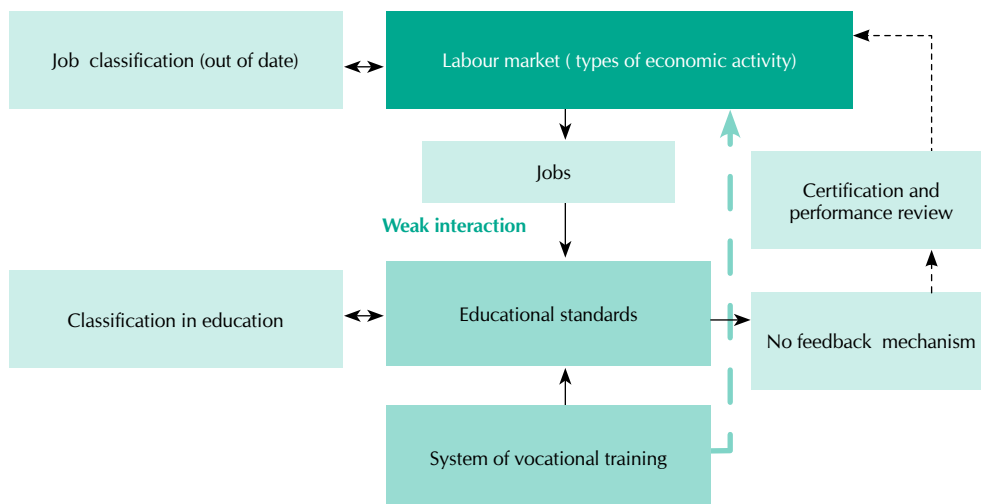 Job classification (out of date)
Labour market ( types of economic activity)
Jobs
Certification and
performance review
Weak interaction
Classification in education
Educational standards
No feedback mechanism
System of vocational training